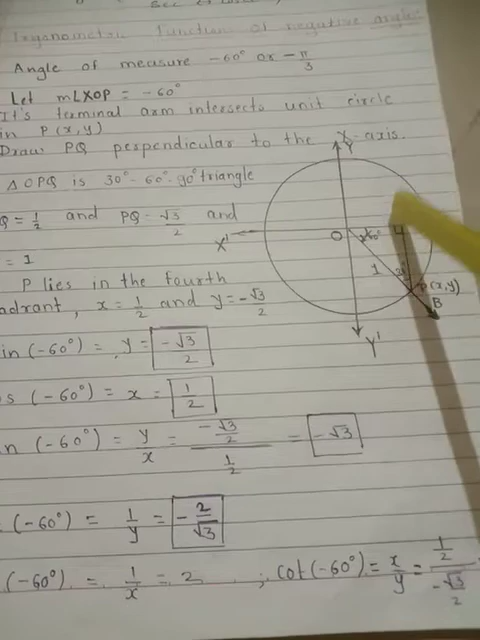 Trigonometric function of negative angles
Angle of measure -60° or -π/3
Let m∠XOP = -60°
It's terminal arm intersects unit circle
in P(x,y)
Draw PQ perpendicular to the X-axis.
△OPQ is 30°-60°-90° triangle
Q = 1/2 and PQ = √3/2 and
= 1
P lies in the fourth
adrant, x = 1/2 and y = -√3/2
in (-60°) = y = -√3/2
s (-60°) = x = 1/2
n (-60°) = y/x = (-√3/2)/(1/2) = -√3
(-60°) = 1/y = -2/√3
(-60°) = 1/x = 2 ; cot(-60°) = x/y = (1/2)/(-√3/2)
Y
X'
O
60°
1
30°
P(x,y)
B
Y'